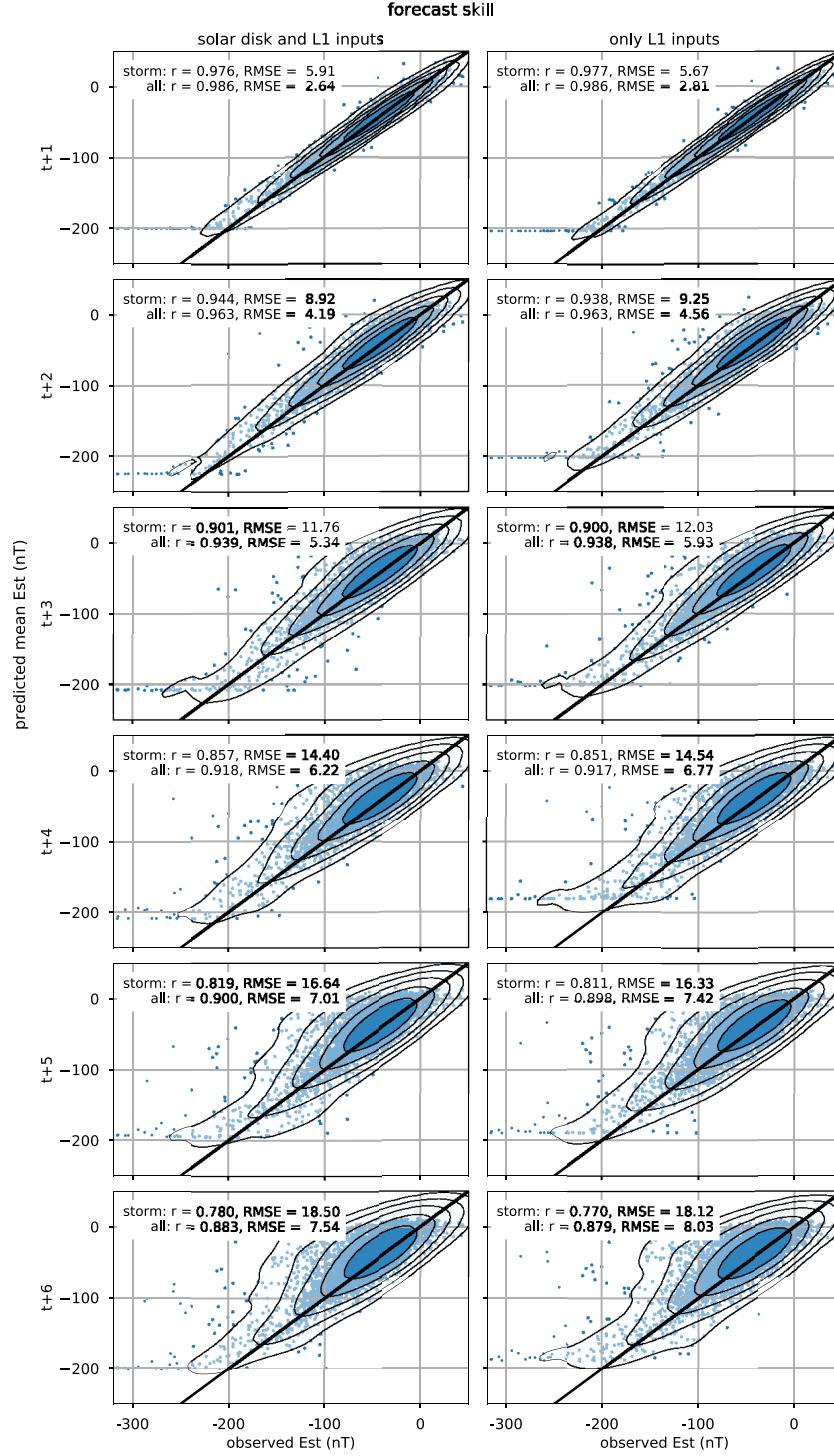 forecast skill
solar disk and L1 inputs
only L1 inputs
storm: r = 0.976, RMSE = 5.91
all: r = 0.986, RMSE = 2.64
storm: r = 0.977, RMSE = 5.67
all: r = 0.986, RMSE = 2.81
0
−100
−200
t+1
storm: r = 0.944, RMSE = 8.92
all: r = 0.963, RMSE = 4.19
storm: r = 0.938, RMSE = 9.25
all: r = 0.963, RMSE = 4.56
0
−100
−200
t+2
storm: r = 0.901, RMSE = 11.76
all: r = 0.939, RMSE = 5.34
storm: r = 0.900, RMSE = 12.03
all: r = 0.938, RMSE = 5.93
0
−100
−200
t+3
predicted mean Est (nT)
storm: r = 0.857, RMSE = 14.40
all: r = 0.918, RMSE = 6.22
storm: r = 0.851, RMSE = 14.54
all: r = 0.917, RMSE = 6.77
0
−100
−200
t+4
storm: r = 0.819, RMSE = 16.64
all: r = 0.900, RMSE = 7.01
storm: r = 0.811, RMSE = 16.33
all: r = 0.898, RMSE = 7.42
0
−100
−200
t+5
storm: r = 0.780, RMSE = 18.50
all: r = 0.883, RMSE = 7.54
storm: r = 0.770, RMSE = 18.12
all: r = 0.879, RMSE = 8.03
0
−100
−200
t+6
-300 -200 -100 0
-300 -200 -100 0
observed Est (nT)
observed Est (nT)